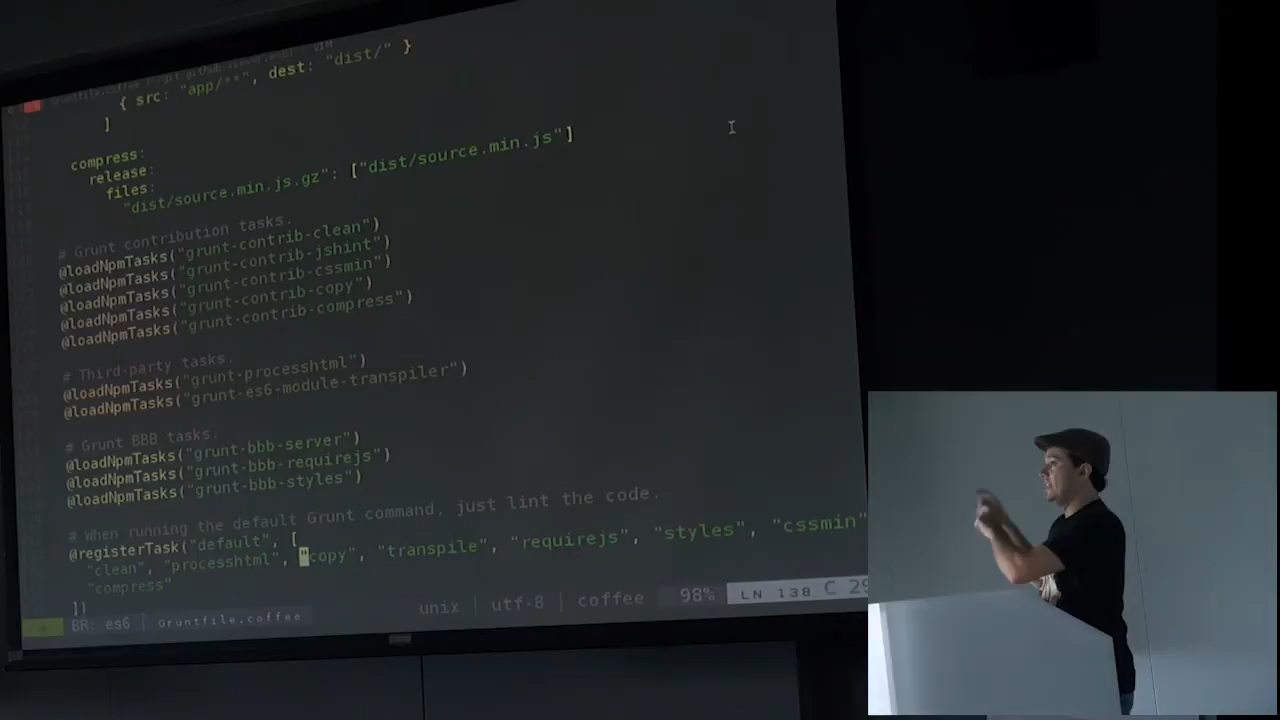 { src: "app/**", dest: "dist/" }
]
compress:
release:
files:
"dist/source.min.js.gz": ["dist/source.min.js"]
# Grunt contribution tasks.
@loadNpmTasks("grunt-contrib-clean")
@loadNpmTasks("grunt-contrib-jshint")
@loadNpmTasks("grunt-contrib-cssmin")
@loadNpmTasks("grunt-contrib-copy")
@loadNpmTasks("grunt-contrib-compress")
# Third-party tasks.
@loadNpmTasks("grunt-processhtml")
@loadNpmTasks("grunt-es6-module-transpiler")
# Grunt BBB tasks.
@loadNpmTasks("grunt-bbb-server")
@loadNpmTasks("grunt-bbb-requirejs")
@loadNpmTasks("grunt-bbb-styles")
# When running the default Grunt command, just lint the code.
@registerTask("default", [
"clean", "processhtml", "copy", "transpile", "requirejs", "styles", "cssmin"
"compress"
])
BR: es6 | Gruntfile.coffee unix | utf-8 | coffee 98% LN 138 C 29